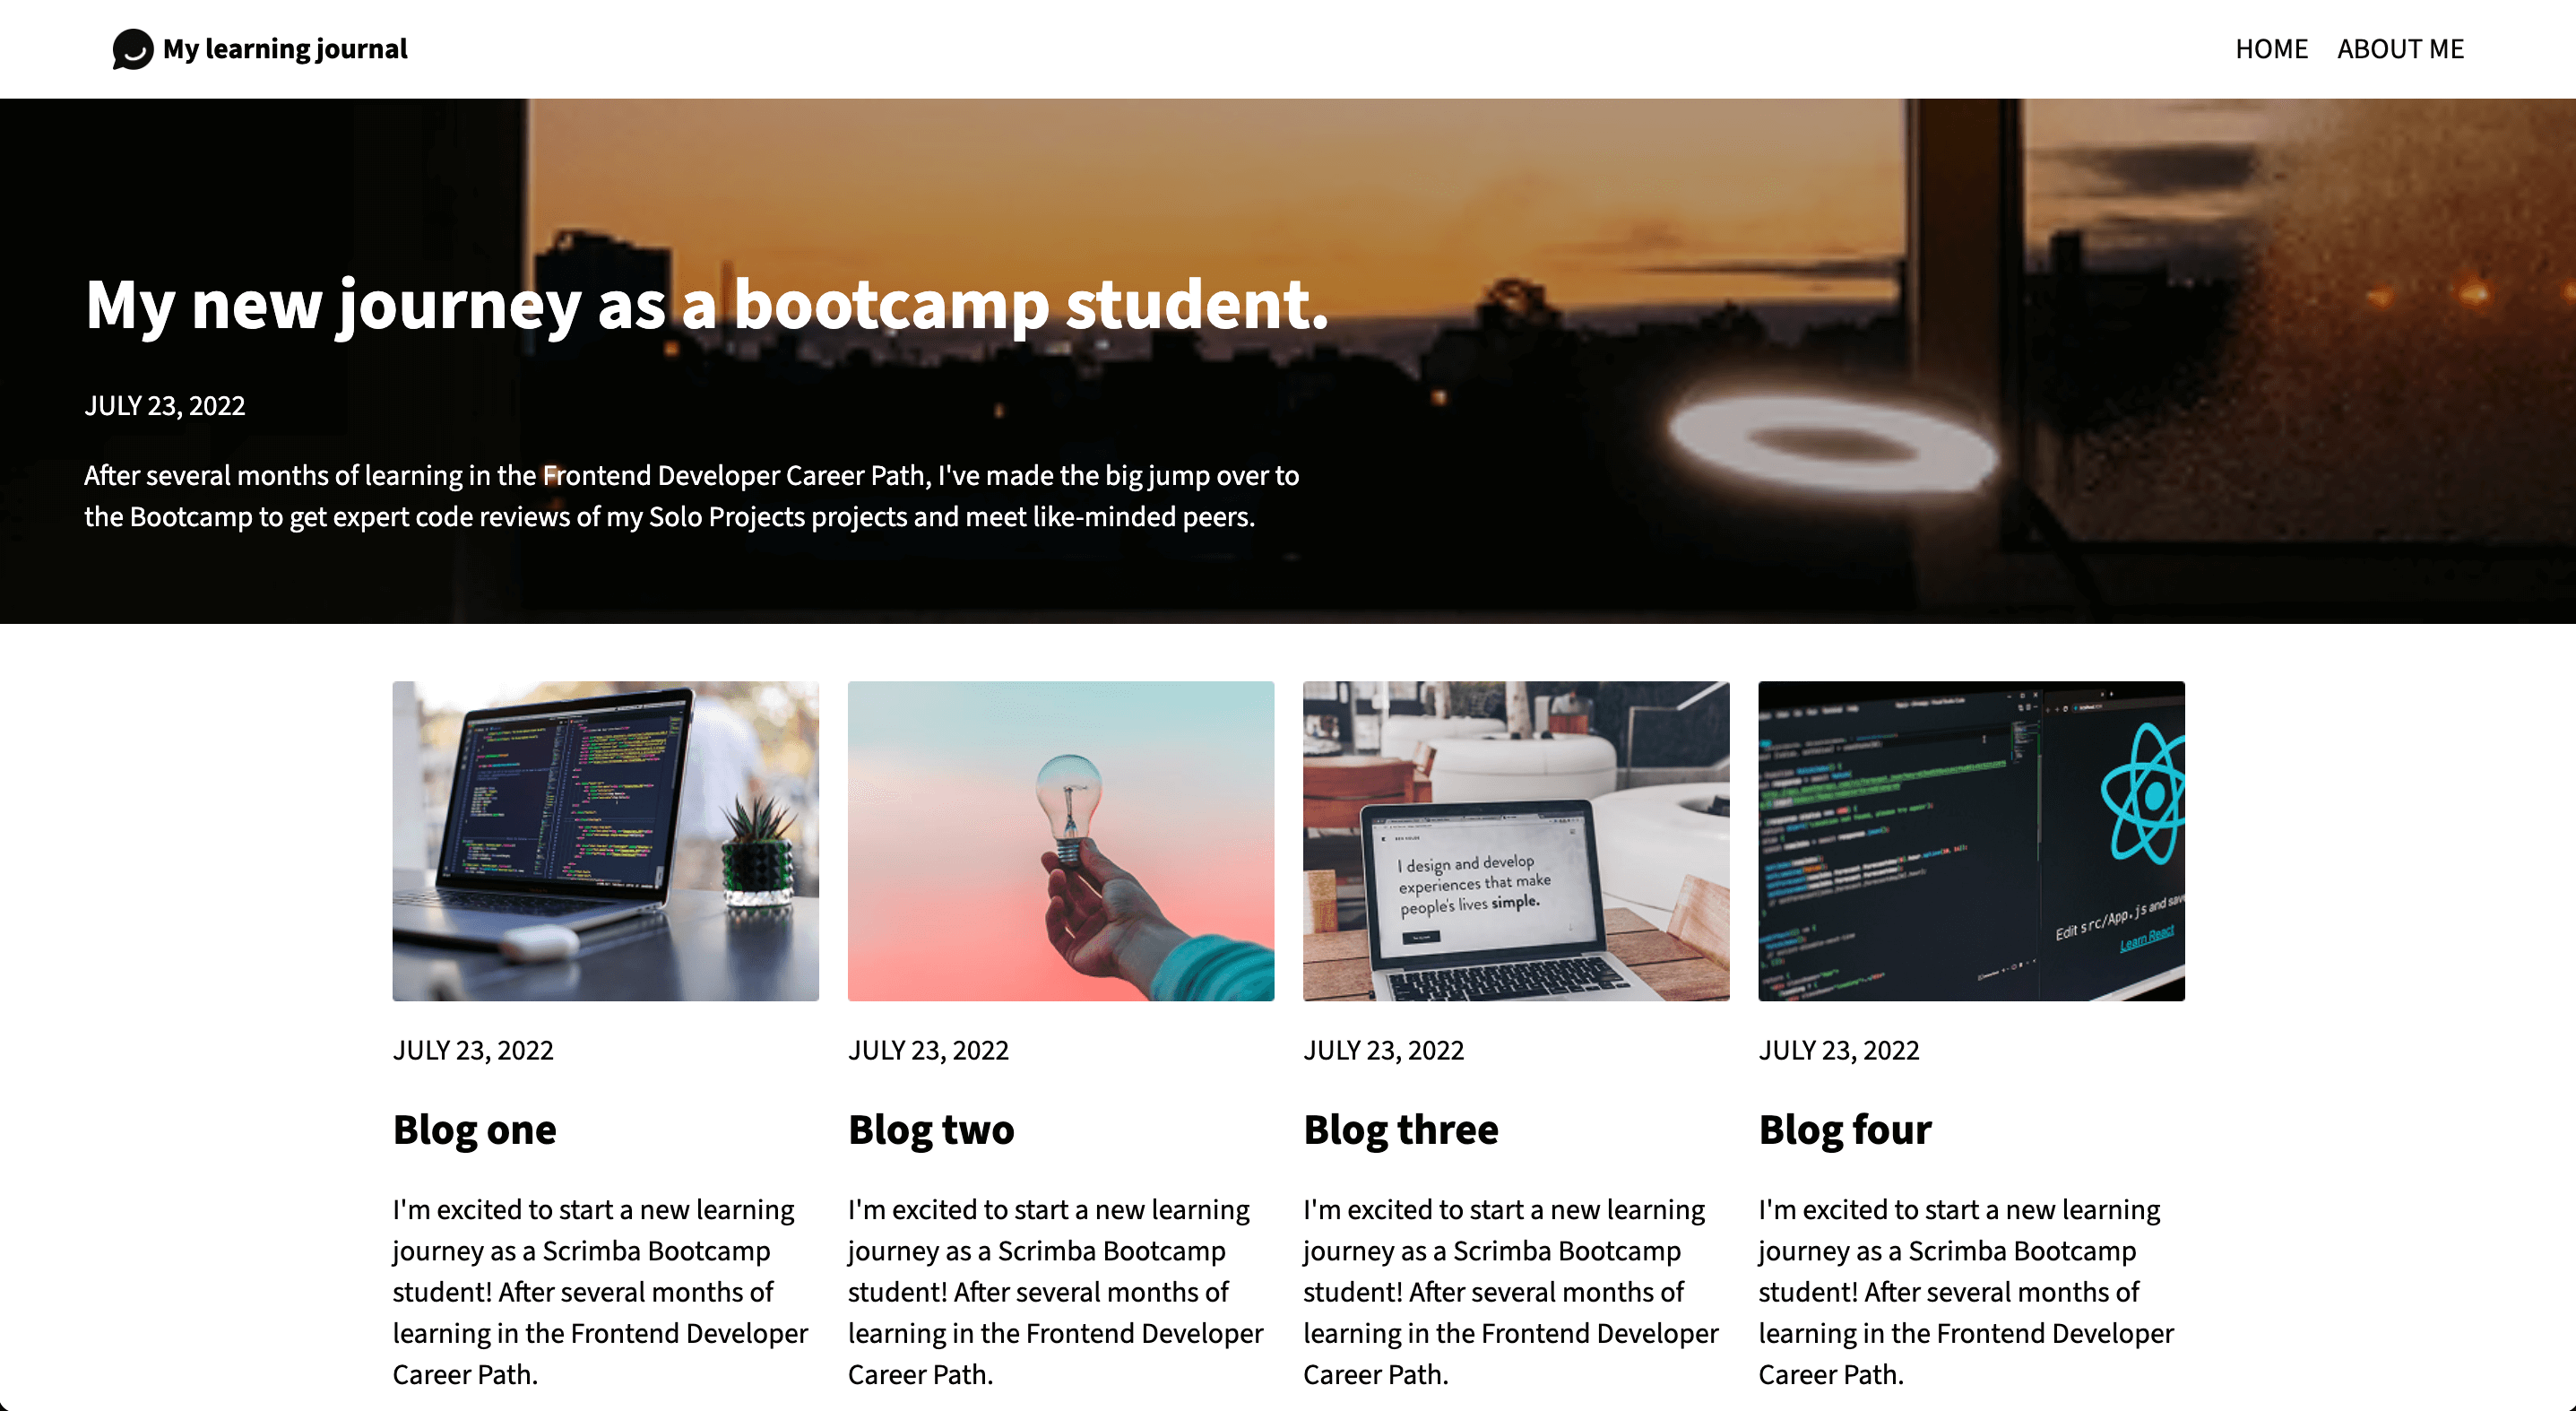 My learning journal
HOME ABOUT ME
My new journey as a bootcamp student.
JULY 23, 2022
After several months of learning in the Frontend Developer Career Path, I've made the big jump over to
the Bootcamp to get expert code reviews of my Solo Projects projects and meet like-minded peers.
I design and develop
experiences that make
people's lives simple.
Edit src/App.js and sav
Learn React
JULY 23, 2022
Blog one
I'm excited to start a new learning
journey as a Scrimba Bootcamp
student! After several months of
learning in the Frontend Developer
Career Path.
JULY 23, 2022
Blog two
I'm excited to start a new learning
journey as a Scrimba Bootcamp
student! After several months of
learning in the Frontend Developer
Career Path.
JULY 23, 2022
Blog three
I'm excited to start a new learning
journey as a Scrimba Bootcamp
student! After several months of
learning in the Frontend Developer
Career Path.
JULY 23, 2022
Blog four
I'm excited to start a new learning
journey as a Scrimba Bootcamp
student! After several months of
learning in the Frontend Developer
Career Path.